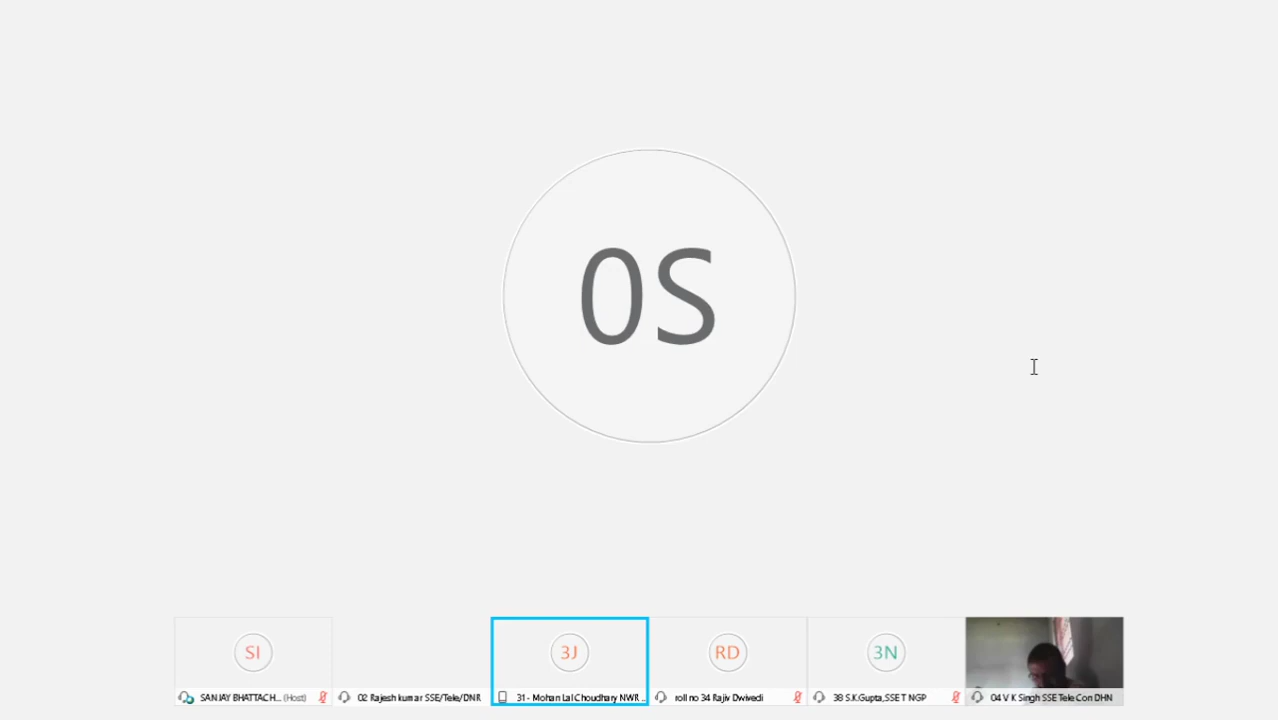 0S
SI
3J
RD
3N
SANJAY BHATTACH... (Host)
02 Rajesh kumar SSE/Tele/DNR
31 - Mohan Lal Choudhary NWR...
roll no 34 Rajiv Dwivedi
38 S.K.Gupta,SSE T NGP
04 V K Singh SSE Tele Con DHN